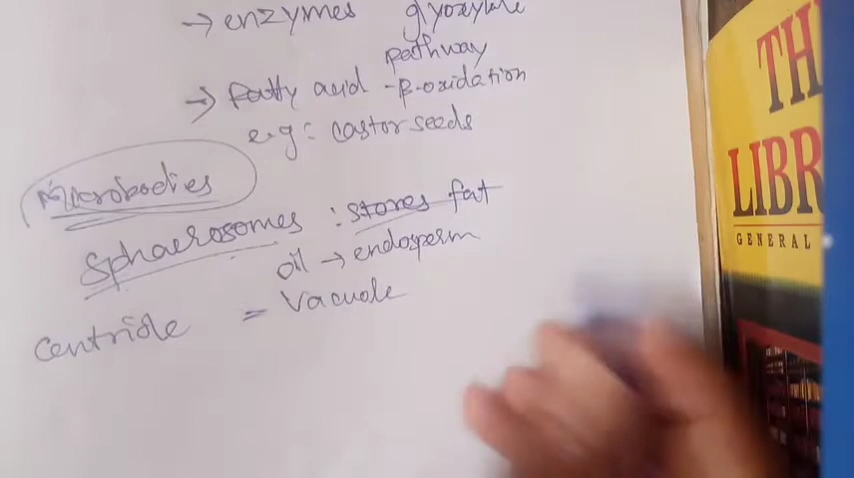 → enzymes glyoxylate
pathway
→ Fatty acid -β-oxidation
e.g: castor seeds
Microbodies
Sphaerosomes : stores fat
oil → endosperm
Centriole = Vacuole
TH
LIBR
GENERAL